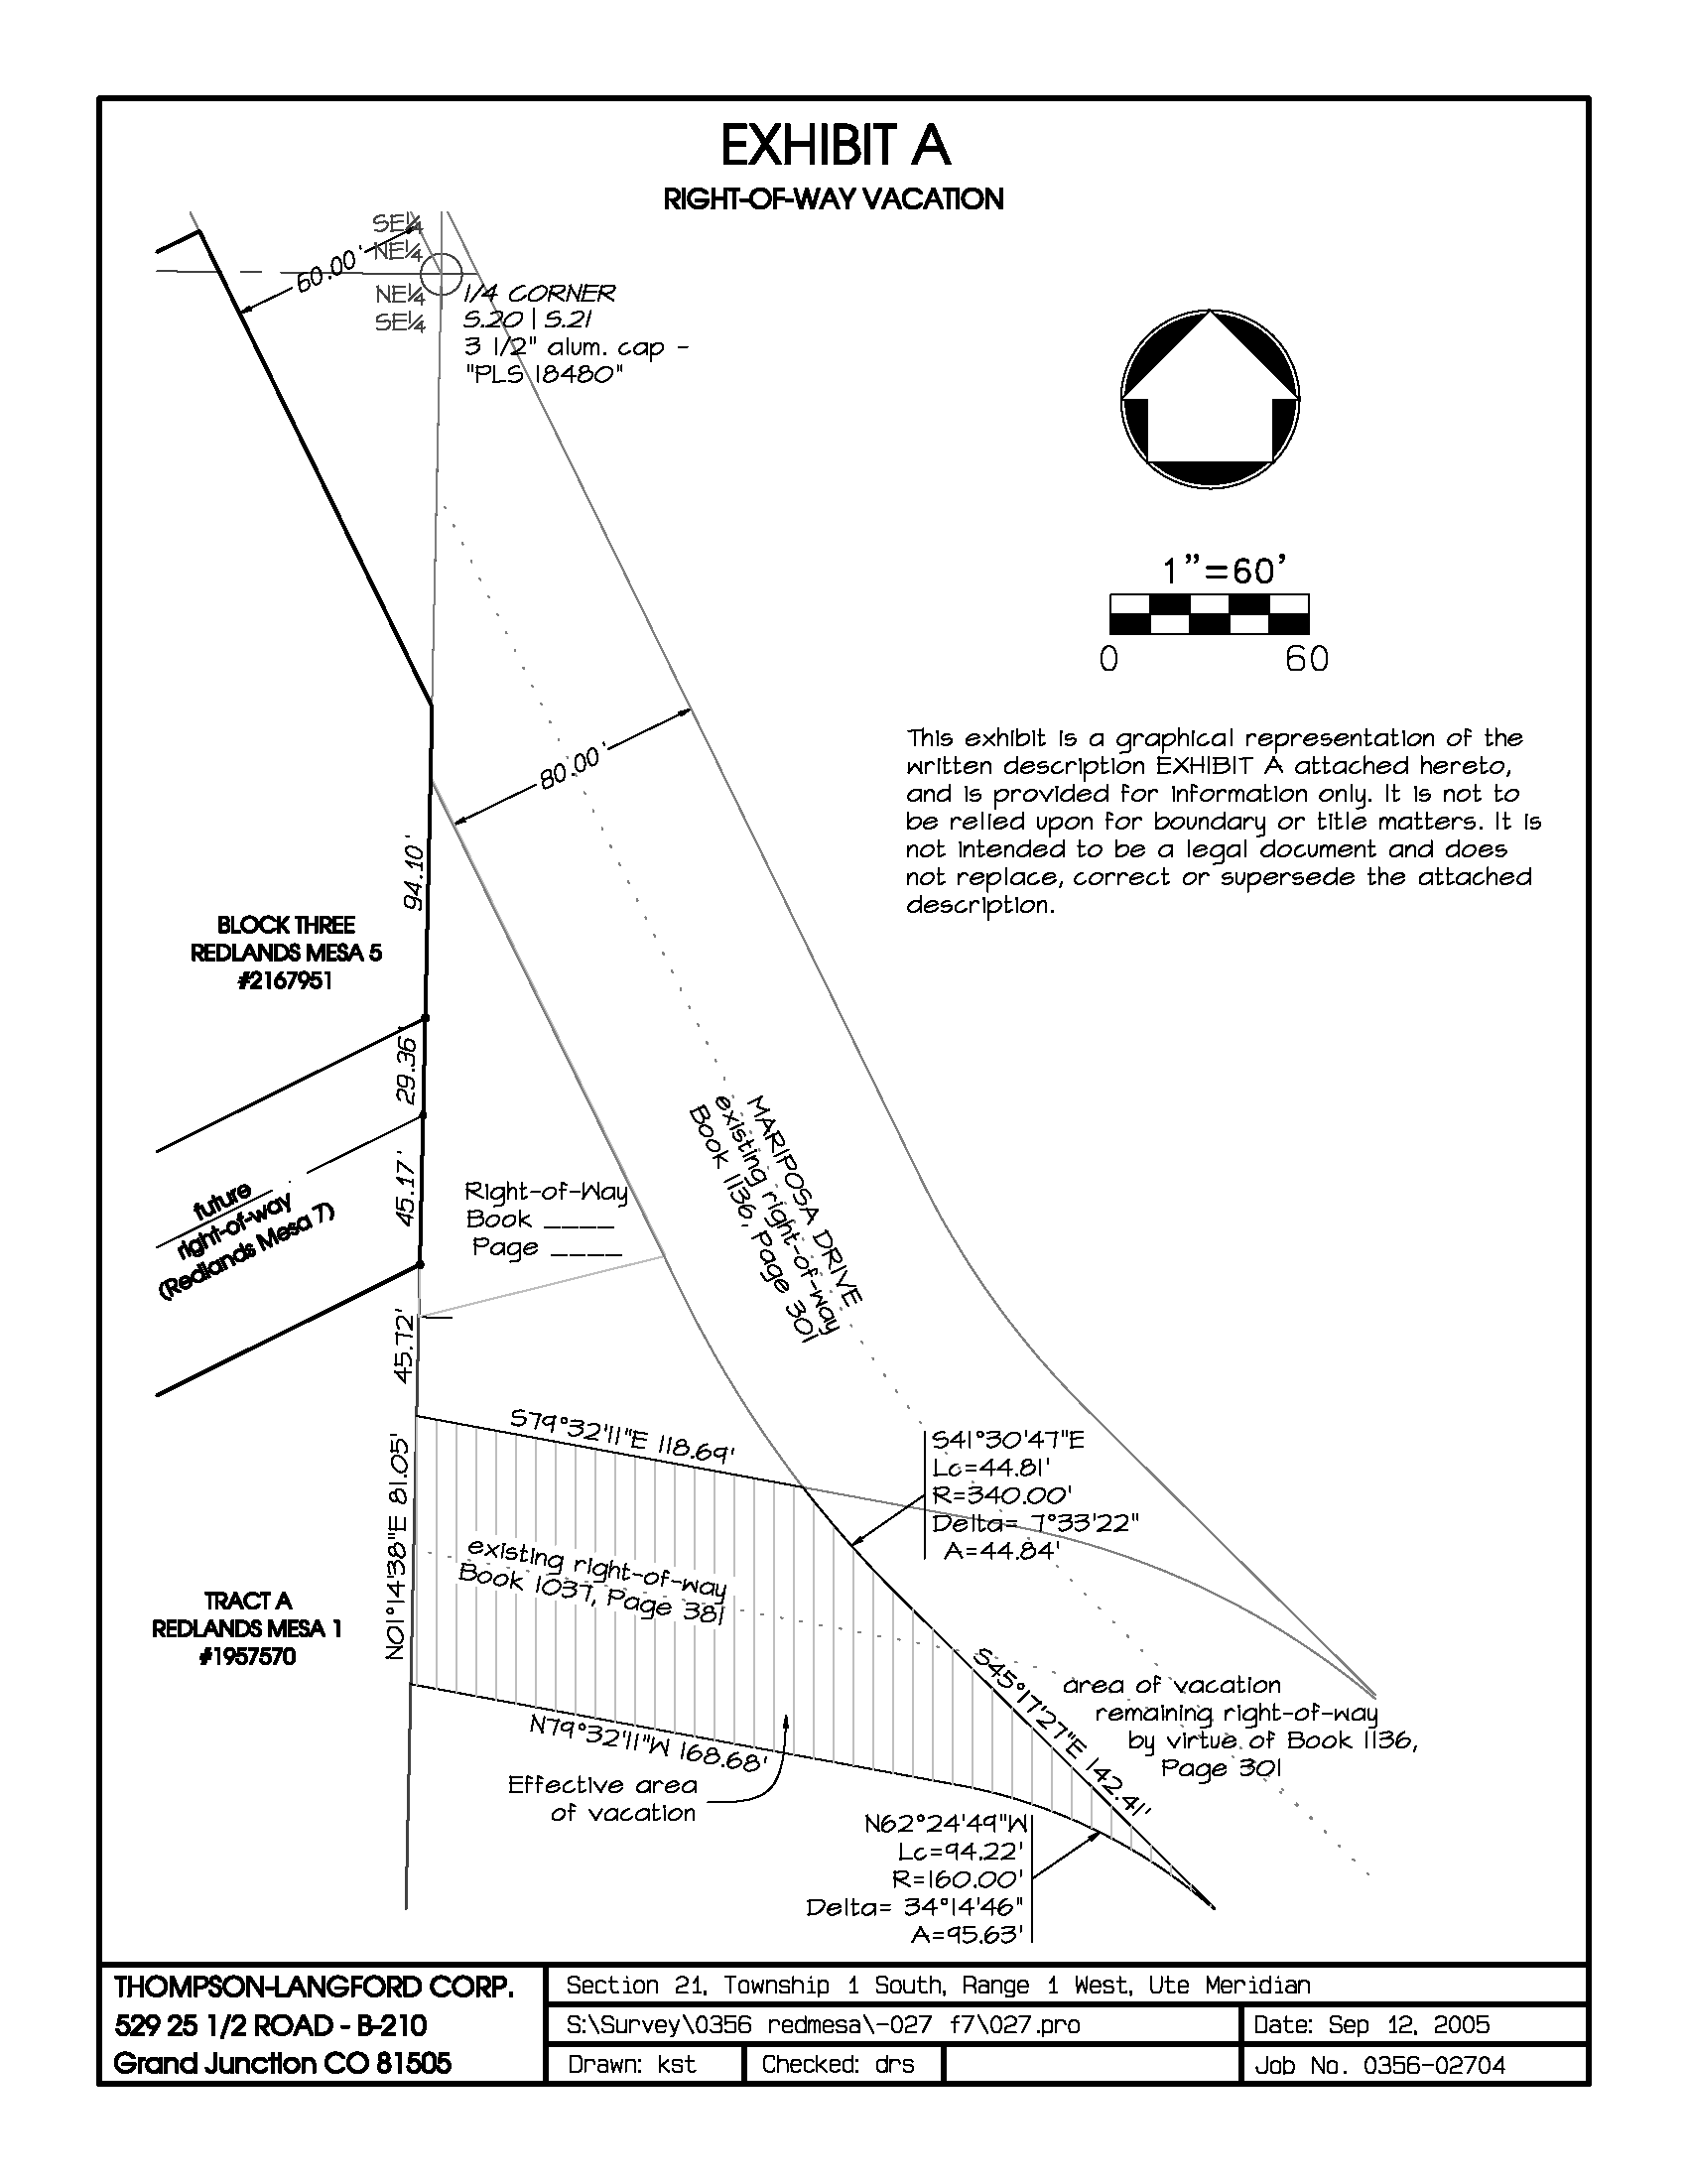 EXHIBIT A
RIGHT-OF-WAY VACATION
SE¼
NE¼
60.00'
NE¼
SE¼
1/4 CORNER
S.20 | S.21
3 1/2" alum. cap -
"PLS 18480"
1"=60'
0 60
This exhibit is a graphical representation of the
written description EXHIBIT A attached hereto,
and is provided for information only. It is not to
be relied upon for boundary or title matters. It is
not intended to be a legal document and does
not replace, correct or supersede the attached
description.
80.00'
94.10'
BLOCK THREE
REDLANDS MESA 5
#2167951
29.36'
45.17'
future
right-of-way
(Redlands Mesa 7)
Right-of-Way
Book ____
Page ____
MARIPOSA DRIVE
existing right-of-way
Book 1136, Page 301
45.72'
S79°32'11"E 118.69'
S41°30'47"E
Lc=44.81'
R=340.00'
Delta= 7°33'22"
A=44.84'
N01°14'38"E 81.05'
existing right-of-way
Book 1037, Page 381
TRACT A
REDLANDS MESA 1
#1957570
S45°17'27"E 142.41'
area of vacation
remaining right-of-way
by virtue of Book 1136,
Page 301
N79°32'11"W 168.68'
Effective area
of vacation
N62°24'49"W
Lc=94.22'
R=160.00'
Delta= 34°14'46"
A=95.63'
THOMPSON-LANGFORD CORP.
529 25 1/2 ROAD - B-210
Grand Junction CO 81505
Section 21, Township 1 South, Range 1 West, Ute Meridian
S:\Survey\0356 redmesa\-027 f7\027.pro
Date: Sep 12, 2005
Drawn: kst
Checked: drs
Job No. 0356-02704